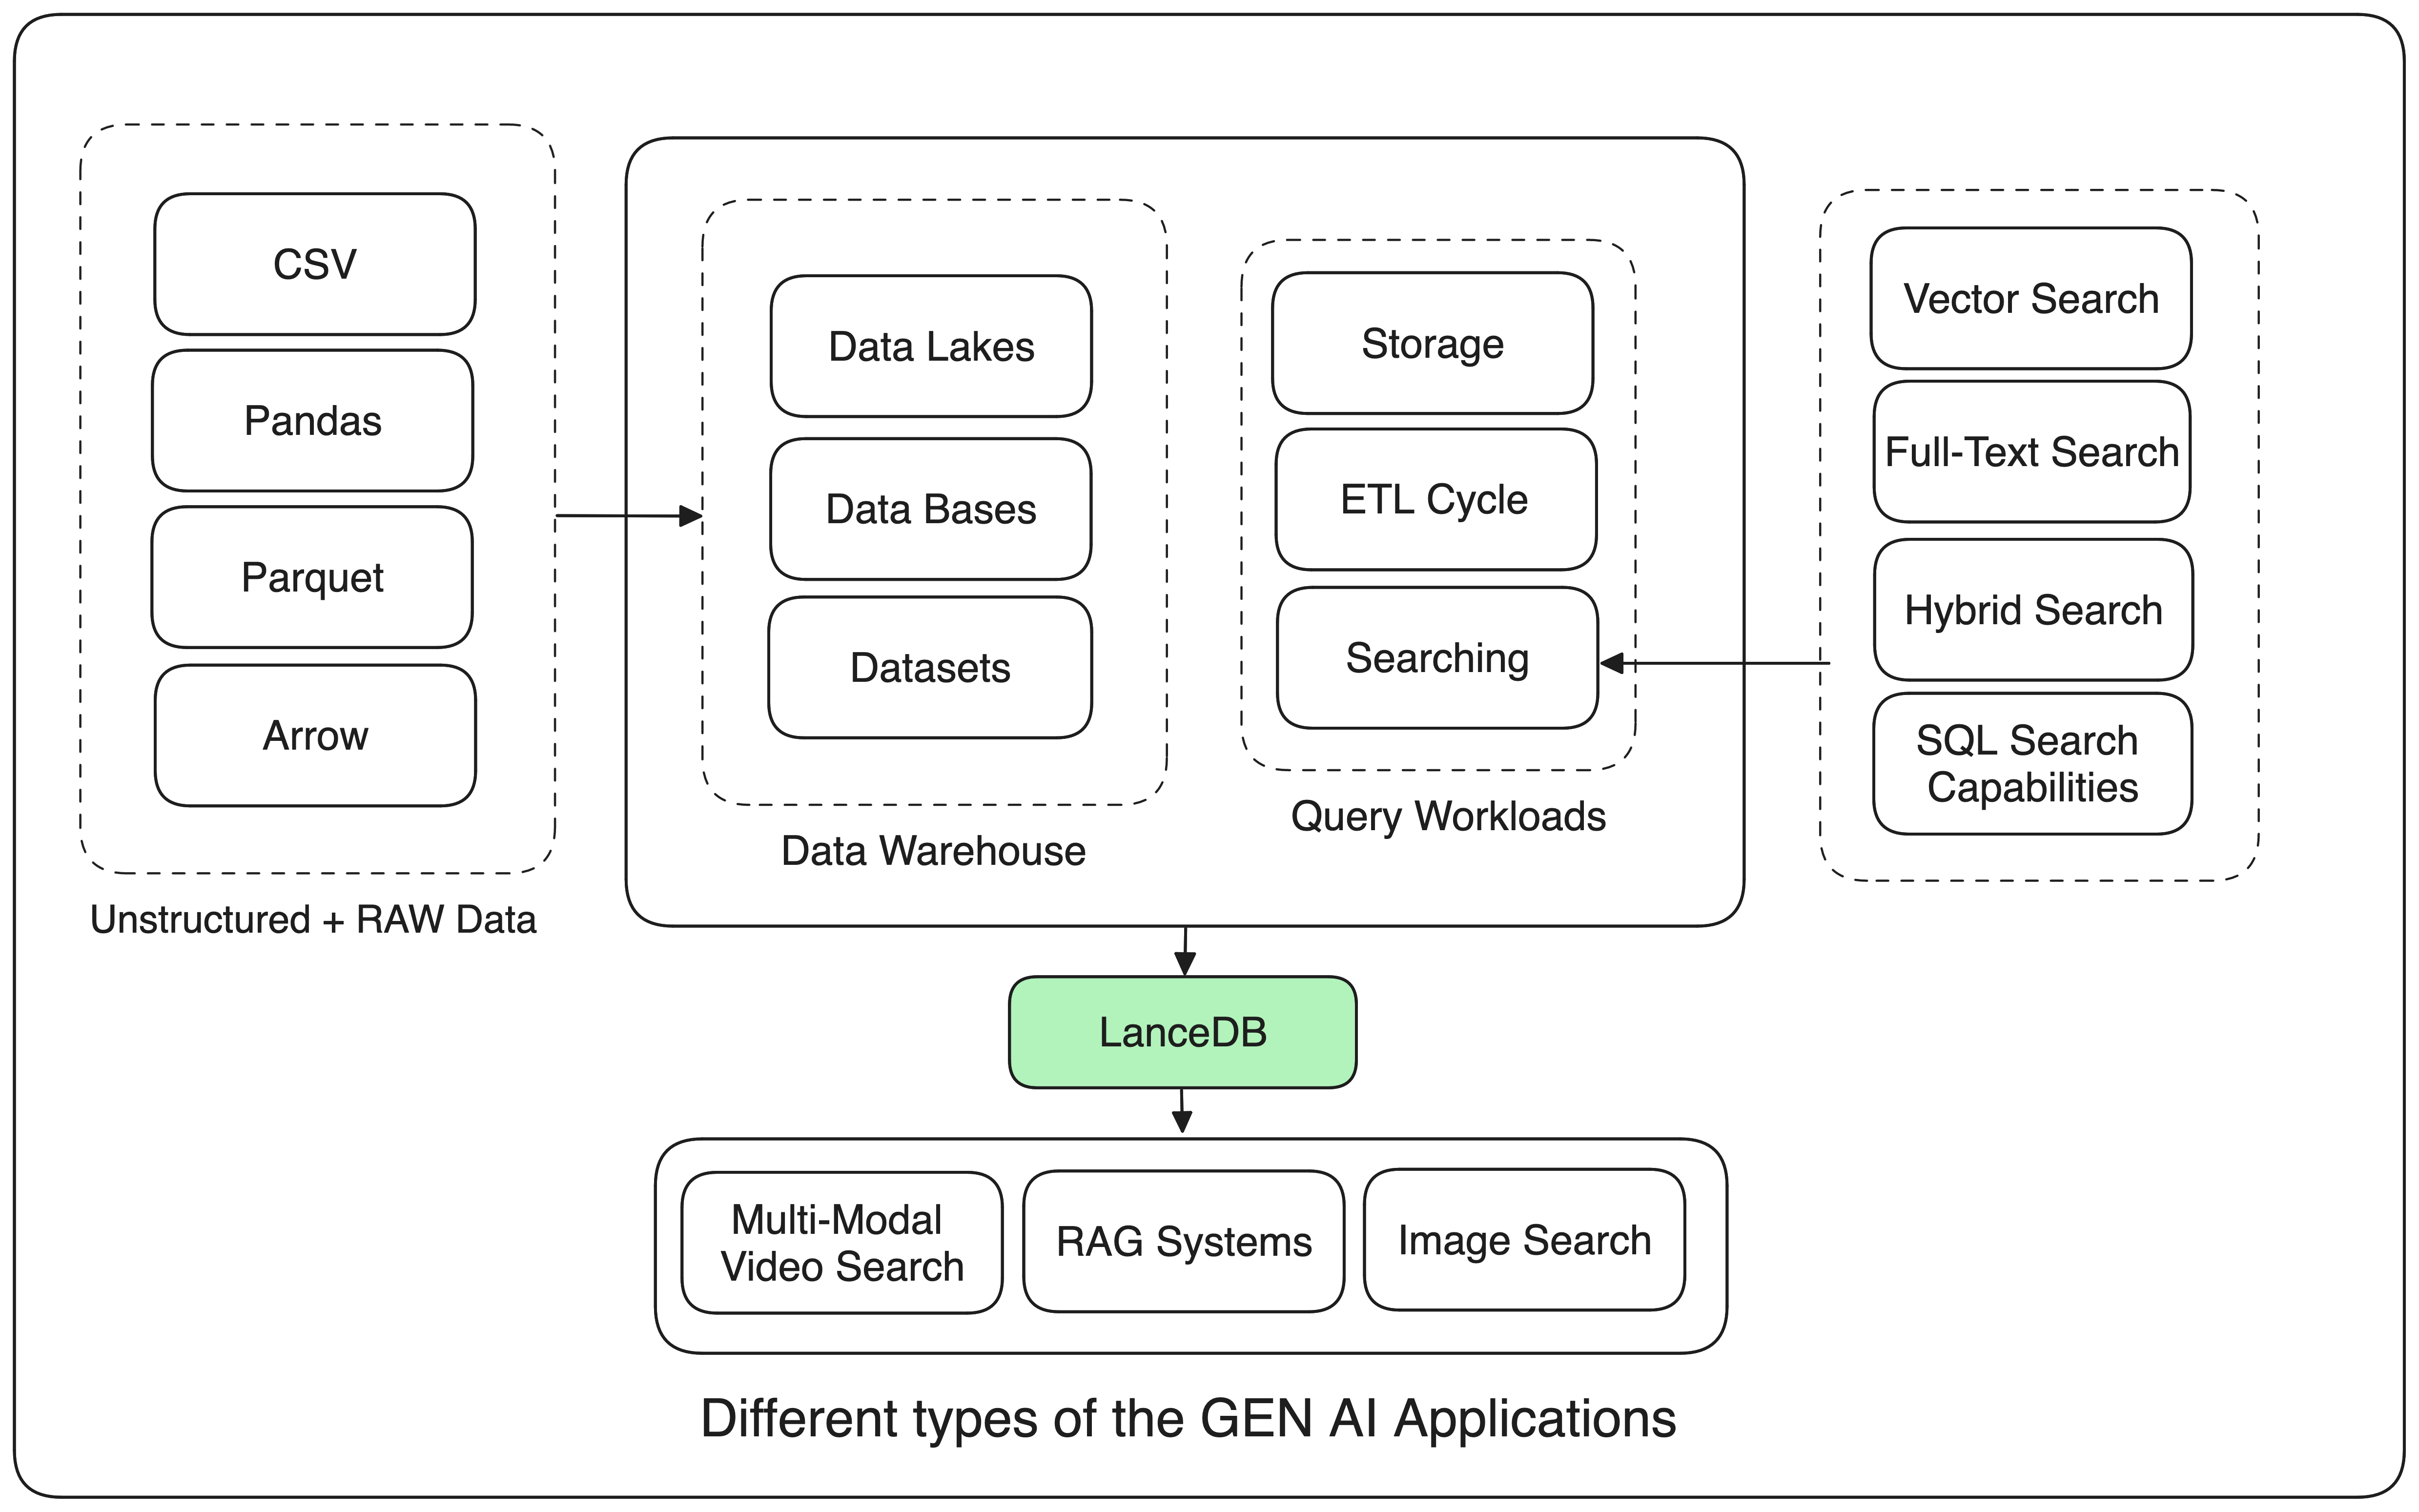 CSV
Pandas
Parquet
Arrow
Unstructured + RAW Data
Data Lakes
Data Bases
Datasets
Data Warehouse
Storage
ETL Cycle
Searching
Query Workloads
Vector Search
Full-Text Search
Hybrid Search
SQL Search
Capabilities
LanceDB
Multi-Modal
Video Search
RAG Systems
Image Search
Different types of the GEN AI Applications